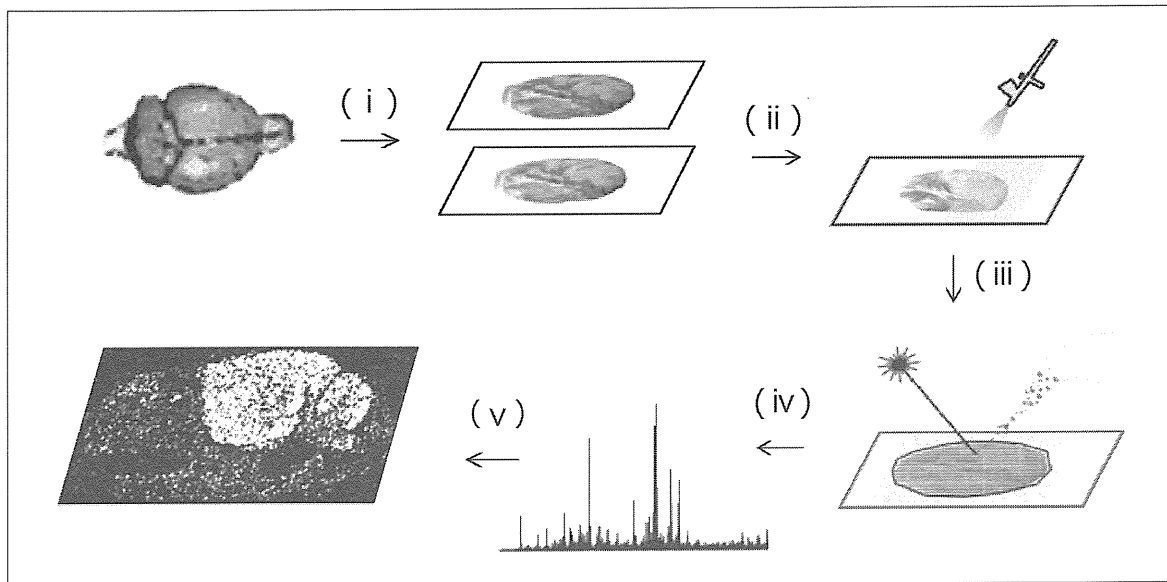 ( i )
( ii )
( iii )
( iv )
( v )